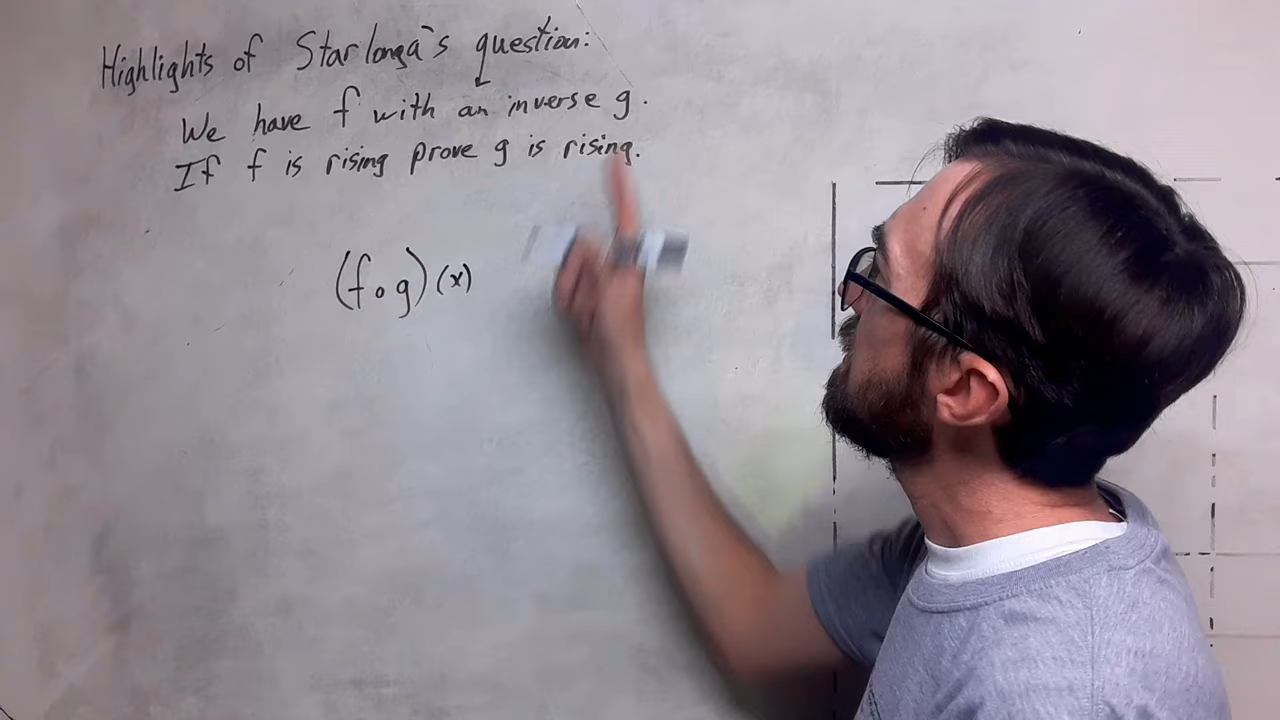 Highlights of Starlonga's question:
We have f with an inverse g.
If f is rising prove g is rising.
(f∘g)(x)